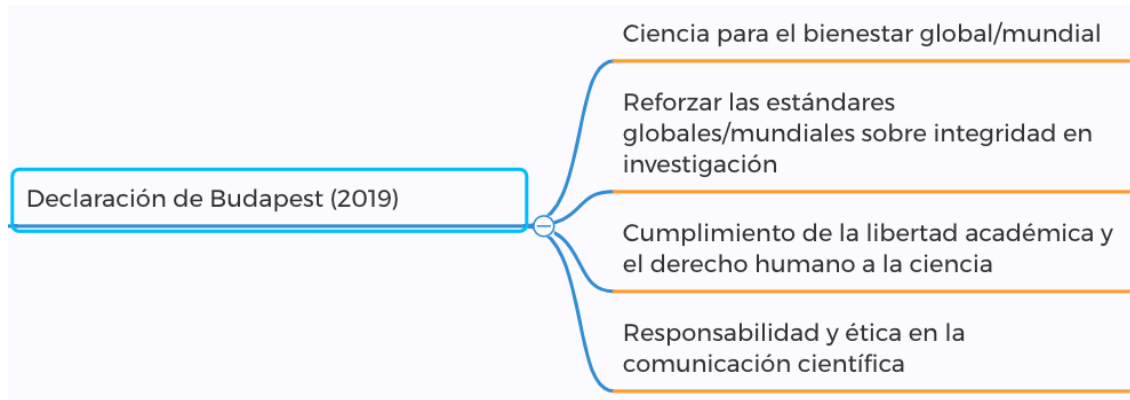 Ciencia para el bienestar global/mundial
Reforzar las estándares
globales/mundiales sobre integridad en
investigación
Declaración de Budapest (2019)
Cumplimiento de la libertad académica y
el derecho humano a la ciencia
Responsabilidad y ética en la
comunicación científica